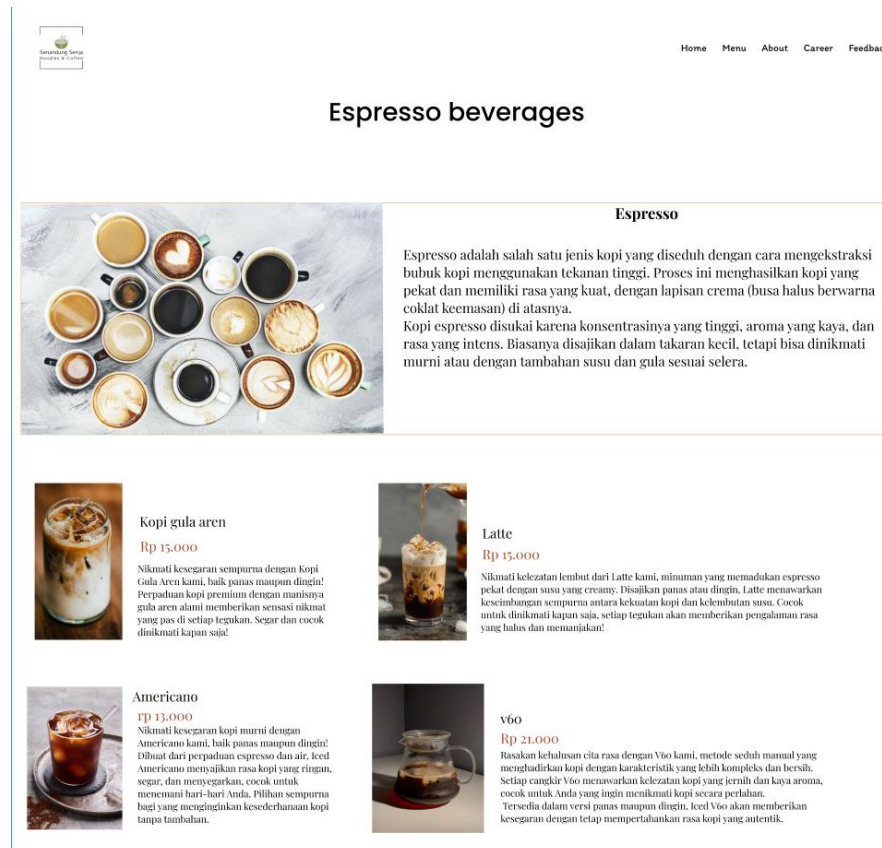 Senandung Senja
Noodles & Coffee
Home Menu About Career Feedbac
Espresso beverages
Espresso
Espresso adalah salah satu jenis kopi yang diseduh dengan cara mengekstraksi
bubuk kopi menggunakan tekanan tinggi. Proses ini menghasilkan kopi yang
pekat dan memiliki rasa yang kuat, dengan lapisan crema (busa halus berwarna
coklat keemasan) di atasnya.
Kopi espresso disukai karena konsentrasinya yang tinggi, aroma yang kaya, dan
rasa yang intens. Biasanya disajikan dalam takaran kecil, tetapi bisa dinikmati
murni atau dengan tambahan susu dan gula sesuai selera.
Kopi gula aren
Rp 15.000
Nikmati kesegaran sempurna dengan Kopi
Gula Aren kami, baik panas maupun dingin!
Perpaduan kopi premium dengan manisnya
gula aren alami memberikan sensasi nikmat
yang pas di setiap tegukan. Segar dan cocok
dinikmati kapan saja!
Latte
Rp 15.000
Nikmati kelezatan lembut dari Latte kami, minuman yang memadukan espresso
pekat dengan susu yang creamy. Disajikan panas atau dingin, Latte menawarkan
keseimbangan sempurna antara kekuatan kopi dan kelembutan susu. Cocok
untuk dinikmati kapan saja, setiap tegukan akan memberikan pengalaman rasa
yang halus dan memanjakan!
Americano
rp 13.000
Nikmati kesegaran kopi murni dengan
Americano kami, baik panas maupun dingin!
Dibuat dari perpaduan espresso dan air, Iced
Americano menyajikan rasa kopi yang ringan,
segar, dan menyegarkan, cocok untuk
menemani hari-hari Anda. Pilihan sempurna
bagi yang menginginkan kesederhanaan kopi
tanpa tambahan.
v60
Rp 21.000
Rasakan kehalusan cita rasa dengan V60 kami, metode seduh manual yang
menghadirkan kopi dengan karakteristik yang lebih kompleks dan bersih.
Setiap cangkir V60 menawarkan kelezatan kopi yang jernih dan kaya aroma,
cocok untuk Anda yang ingin menikmati kopi secara perlahan.
Tersedia dalam versi panas maupun dingin, Iced V60 akan memberikan
kesegaran dengan tetap mempertahankan rasa kopi yang autentik.